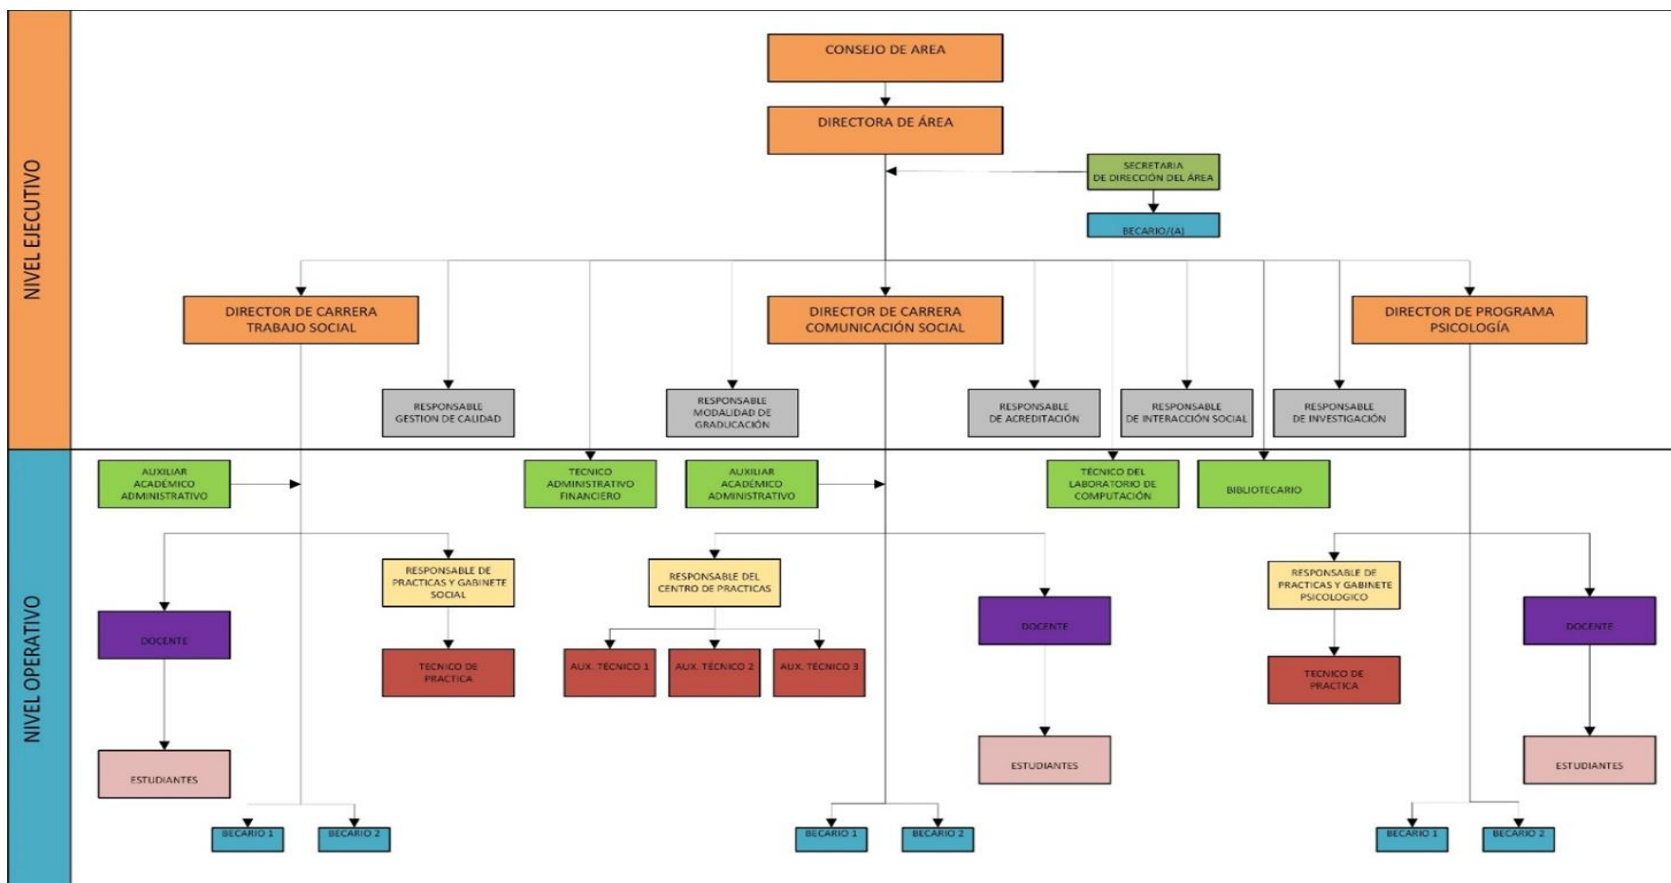 NIVEL EJECUTIVO
CONSEJO DE AREA
DIRECTORA DE ÁREA
SECRETARIA
DE DIRECCIÓN DEL ÁREA
BECARIO/(A)
DIRECTOR DE CARRERA
TRABAJO SOCIAL
DIRECTOR DE CARRERA
COMUNICACIÓN SOCIAL
DIRECTOR DE PROGRAMA
PSICOLOGÍA
RESPONSABLE
GESTION DE CALIDAD
RESPONSABLE
MODALIDAD DE
GRADUCACIÓN
RESPONSABLE
DE ACREDITACIÓN
RESPONSABLE
DE INTERACCIÓN SOCIAL
RESPONSABLE
DE INVESTIGACIÓN
NIVEL OPERATIVO
AUXILIAR
ACADÉMICO
ADMINISTRATIVO
TECNICO
ADMINISTRATIVO
FINANCIERO
AUXILIAR
ACADÉMICO
ADMINISTRATIVO
TÉCNICO DEL
LABORATORIO DE
COMPUTACIÓN
BIBLIOTECARIO
RESPONSABLE DE
PRACTICAS Y GABINETE
SOCIAL
RESPONSABLE DEL
CENTRO DE PRACTICAS
RESPONSABLE DE
PRACTICAS Y GABINETE
PSICOLOGICO
DOCENTE
DOCENTE
DOCENTE
TECNICO DE
PRACTICA
AUX. TÉCNICO 1
AUX. TÉCNICO 2
AUX. TÉCNICO 3
TECNICO DE
PRACTICA
ESTUDIANTES
ESTUDIANTES
ESTUDIANTES
BECARIO 1
BECARIO 2
BECARIO 1
BECARIO 2
BECARIO 1
BECARIO 2